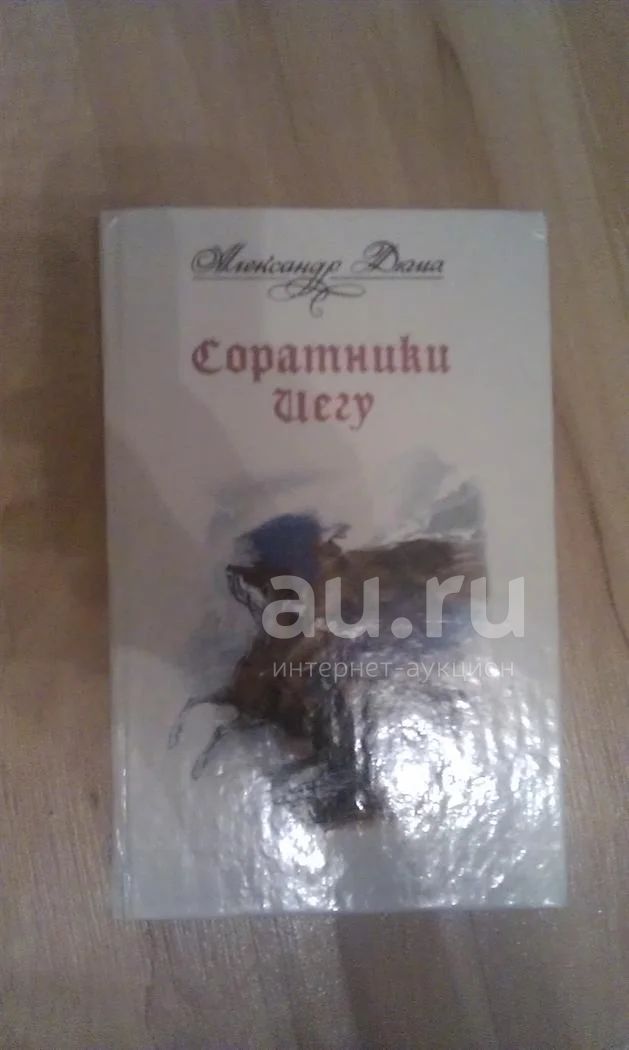 Александр Дюма
Соратники
Иегу
au.ru
интернет-аукцион